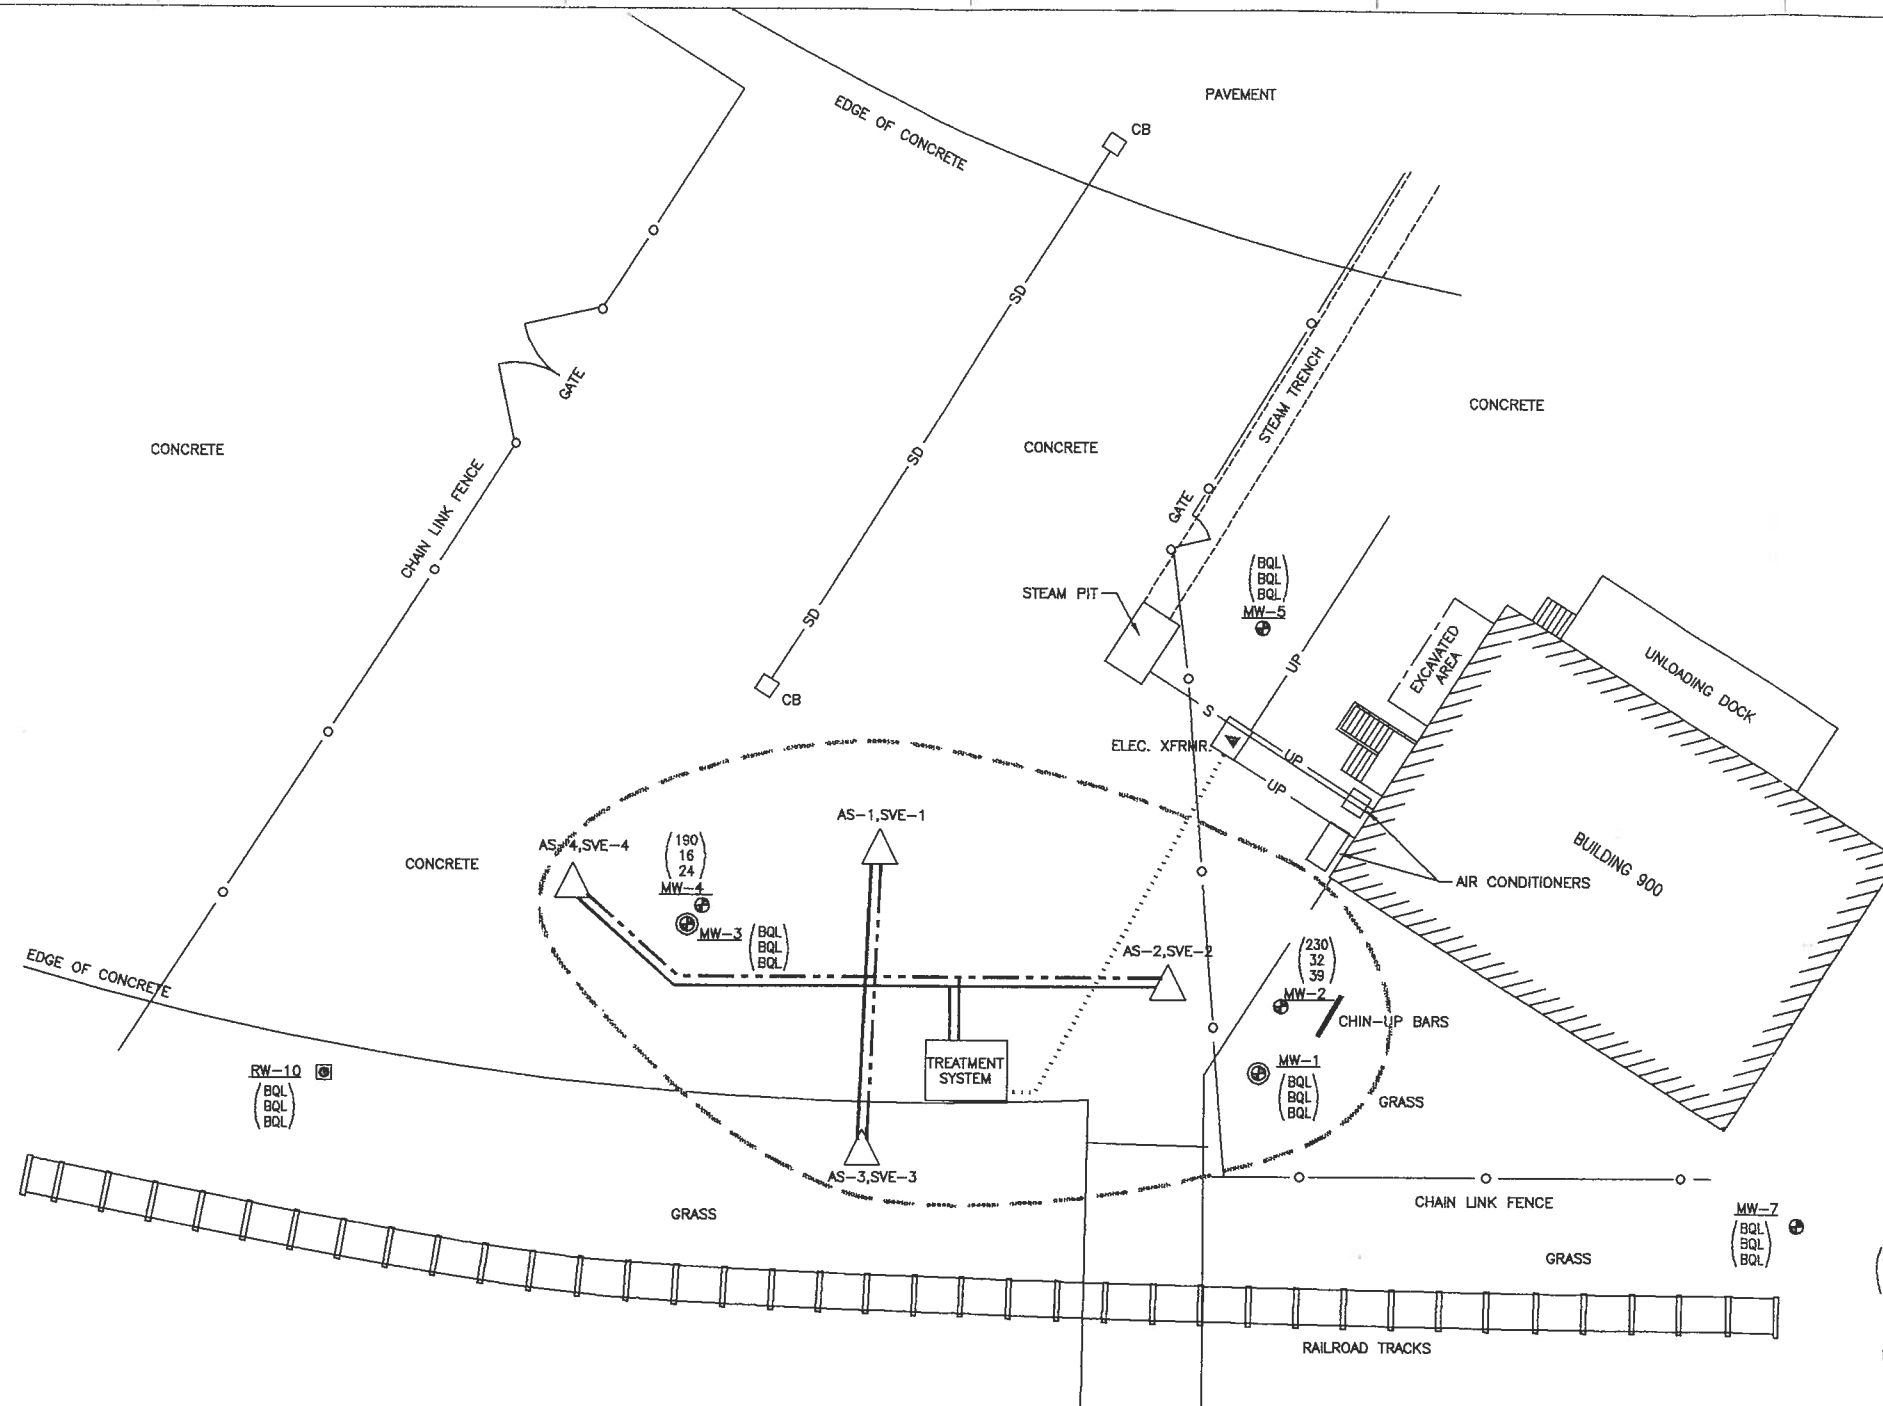 PAVEMENT
CB
EDGE OF CONCRETE
SD
STEAM TRENCH
GATE
CONCRETE
CONCRETE
CONCRETE
SD
CHAIN LINK FENCE
GATE
(BQL)
(BQL)
(BQL)
MW-5
STEAM PIT
SD
UP
EXCAVATED
AREA
UNLOADING DOCK
CB
S
ELEC. XFRMR.
UP
UP
AS-1,SVE-1
AS-4,SVE-4
(190)
16
24
MW-4
CONCRETE
BUILDING 900
AIR CONDITIONERS
MW-3
(BQL)
(BQL)
(BQL)
AS-2,SVE-2
(230)
32
39
MW-2
EDGE OF CONCRETE
CHIN-UP BARS
TREATMENT
SYSTEM
MW-1
(BQL)
(BQL)
(BQL)
RW-10
(BQL)
(BQL)
(BQL)
GRASS
AS-3,SVE-3
CHAIN LINK FENCE
GRASS
MW-7
(BQL)
(BQL)
(BQL)
GRASS
RAILROAD TRACKS